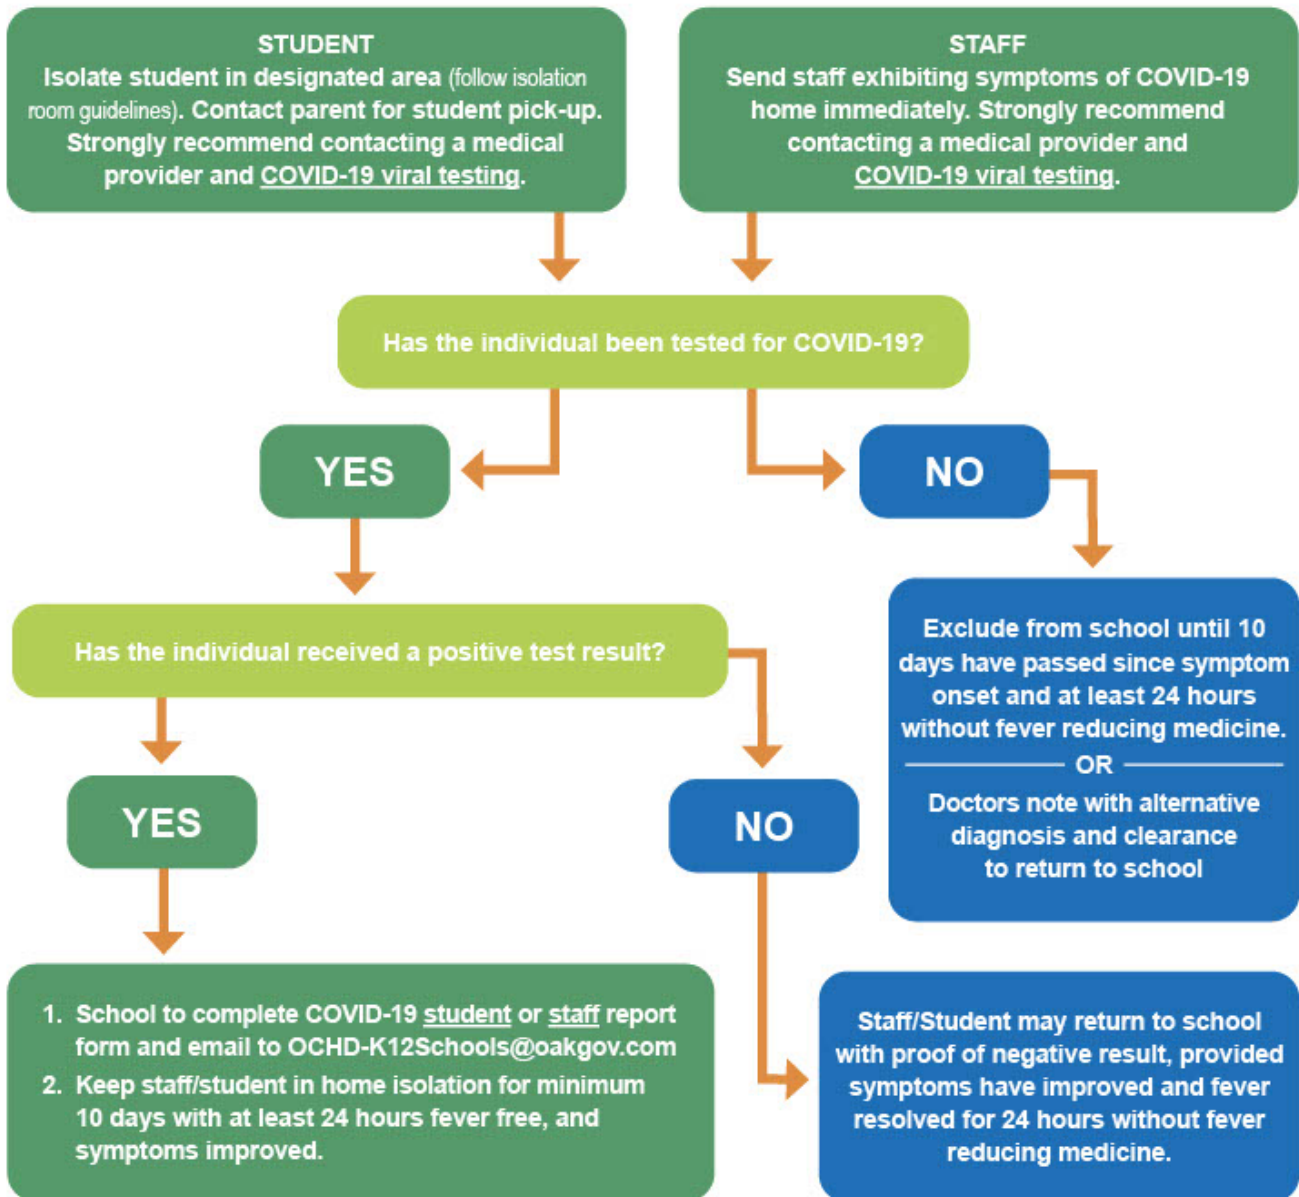 STUDENT
Isolate student in designated area (follow isolation
room guidelines). Contact parent for student pick-up.
Strongly recommend contacting a medical
provider and COVID-19 viral testing.
STAFF
Send staff exhibiting symptoms of COVID-19
home immediately. Strongly recommend
contacting a medical provider and
COVID-19 viral testing.
Has the individual been tested for COVID-19?
YES
NO
Exclude from school until 10
days have passed since symptom
onset and at least 24 hours
without fever reducing medicine.
OR
Doctors note with alternative
diagnosis and clearance
to return to school
Has the individual received a positive test result?
YES
NO
1. School to complete COVID-19 student or staff report
form and email to OCHD-K12Schools@oakgov.com
2. Keep staff/student in home isolation for minimum
10 days with at least 24 hours fever free, and
symptoms improved.
Staff/Student may return to school
with proof of negative result, provided
symptoms have improved and fever
resolved for 24 hours without fever
reducing medicine.